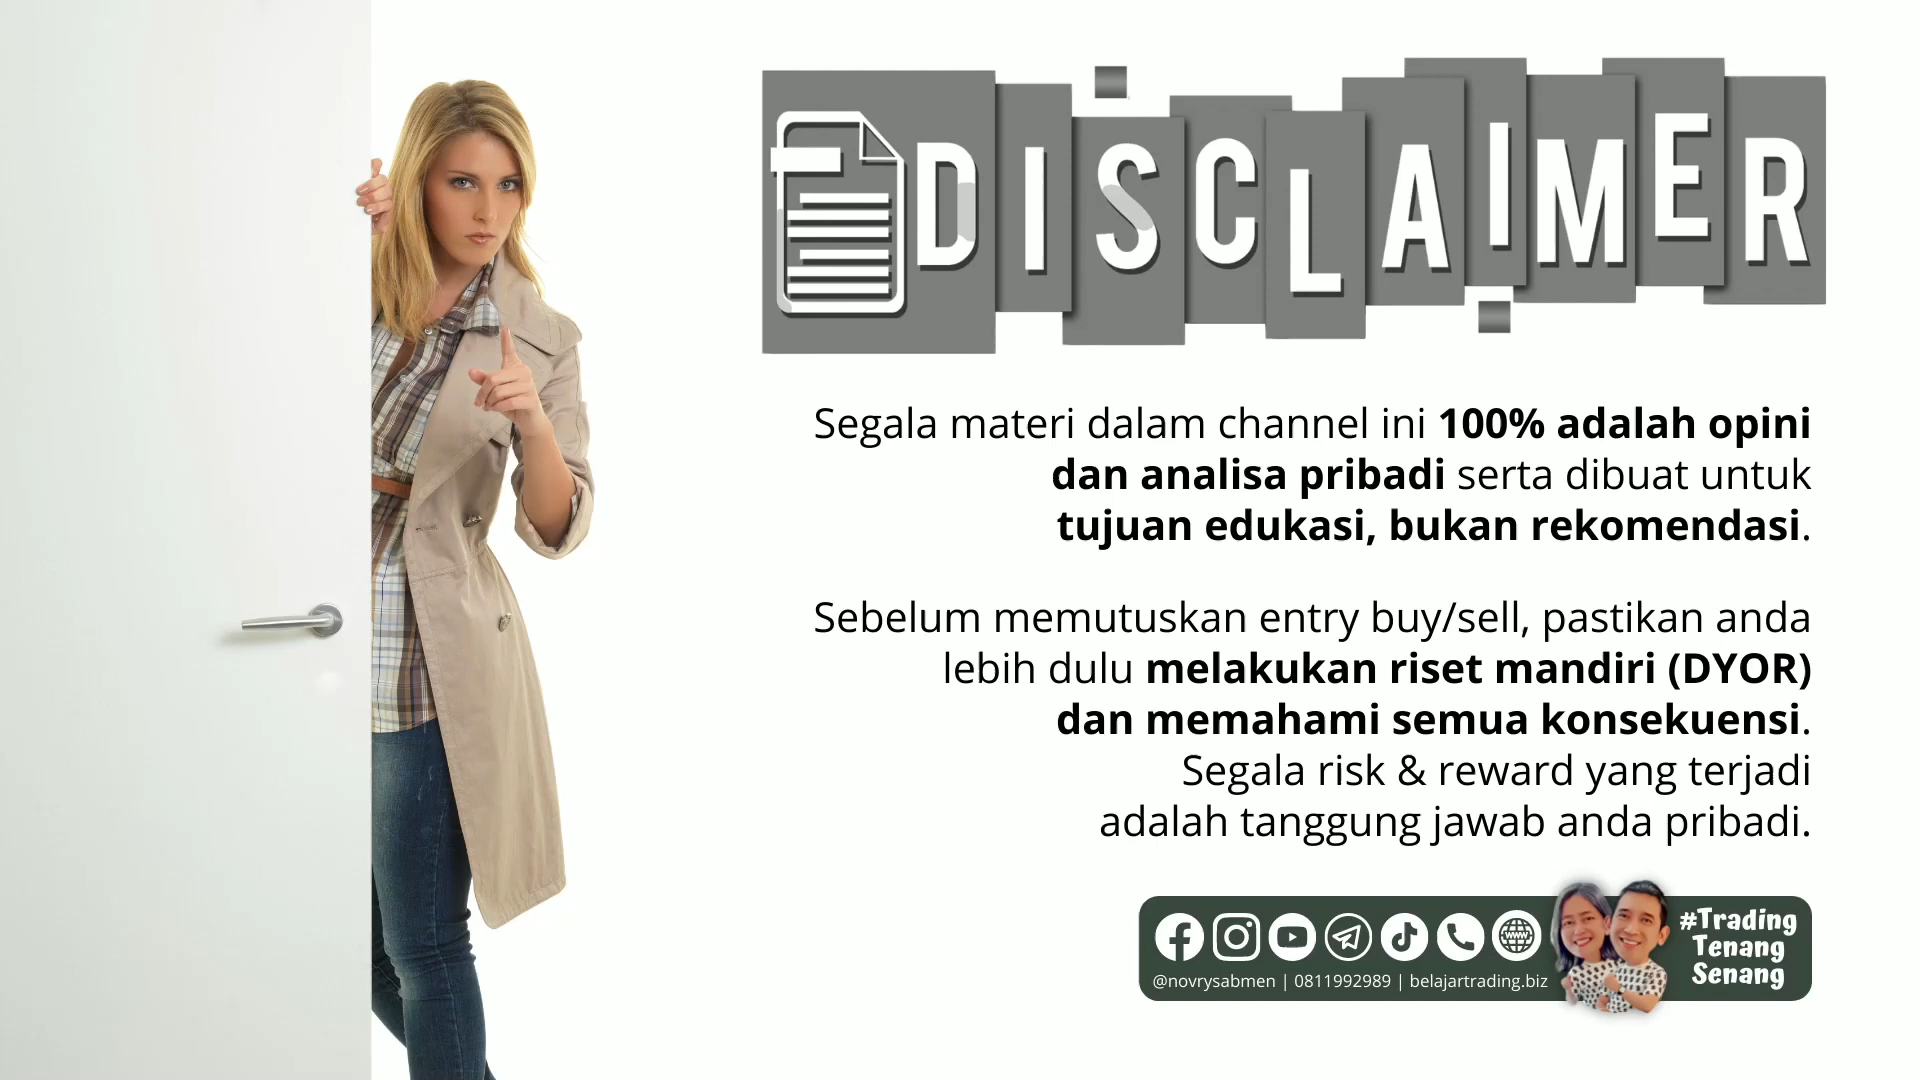 DISCLAIMER
Segala materi dalam channel ini 100% adalah opini
dan analisa pribadi serta dibuat untuk
tujuan edukasi, bukan rekomendasi.
Sebelum memutuskan entry buy/sell, pastikan anda
lebih dulu melakukan riset mandiri (DYOR)
dan memahami semua konsekuensi.
Segala risk & reward yang terjadi
adalah tanggung jawab anda pribadi.
www
@novrysabmen | 0811992989 | belajartrading.biz
#Trading
Tenang
Senang